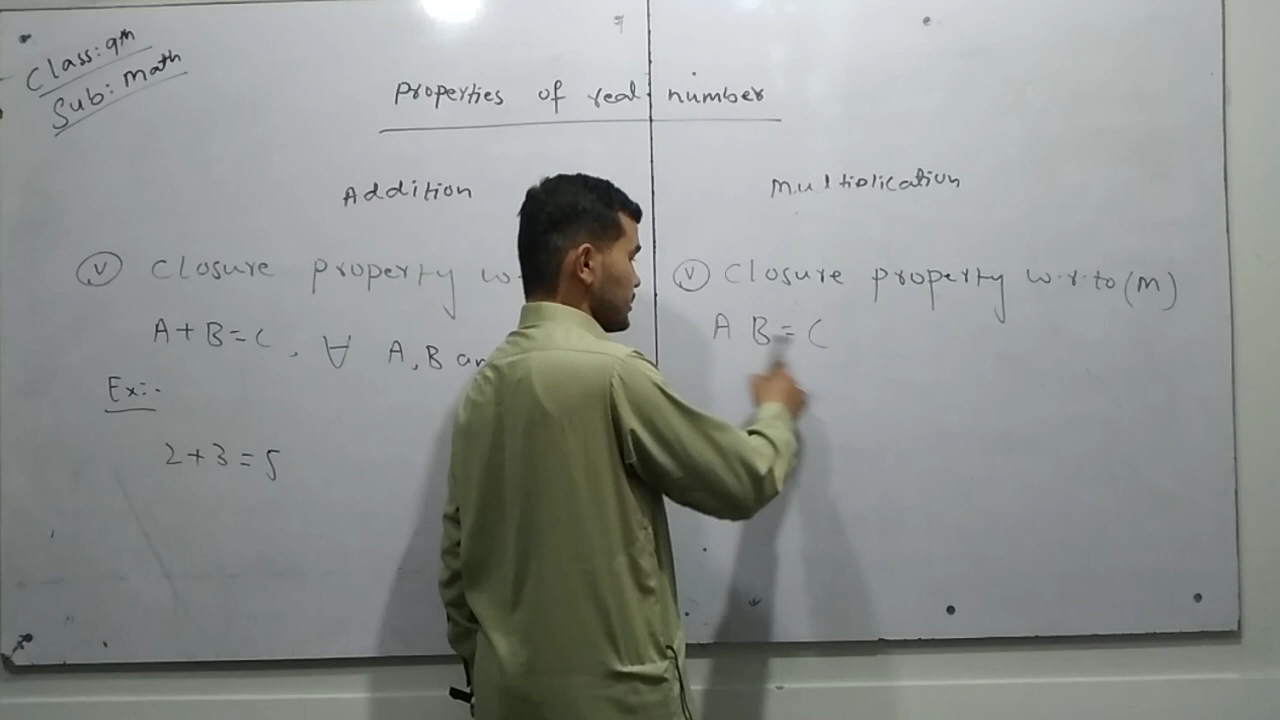 Class: 9th
Sub: Math
Properties of real number
Addition
(v) Closure property w.r
A+B=C, ∀ A,B an
Ex:-
2+3=5
Multiplication
(v) Closure property w.r.to (m)
A B = C